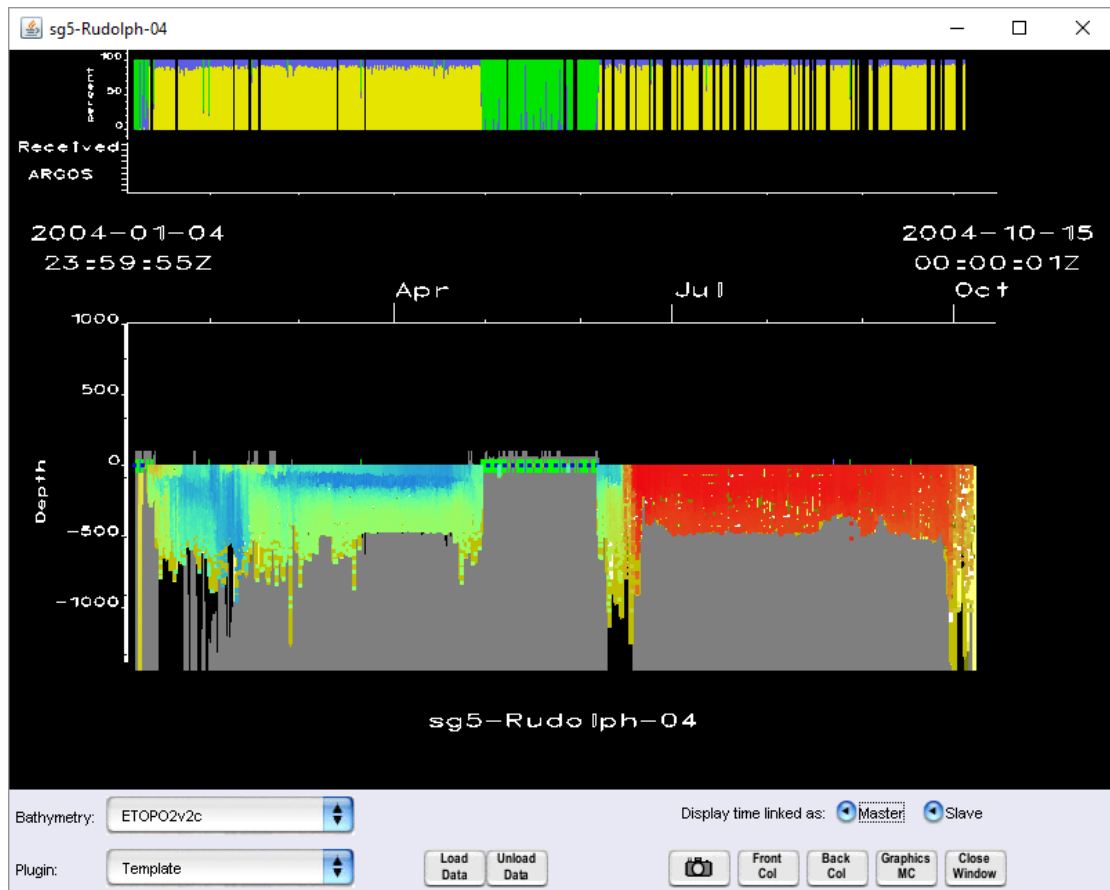 sg5-Rudolph-04
100
percent
50
0
Received
ARGOS
2004-01-04
2004-10-15
23:59:55Z
00:00:01Z
Apr
Jul
Oct
1000
500
0
Depth
-500
-1000
sg5-Rudolph-04
Bathymetry:
ETOPO2v2c
Display time linked as:
Master
Slave
Plugin:
Template
Load
Data
Unload
Data
Front
Col
Back
Col
Graphics
MC
Close
Window